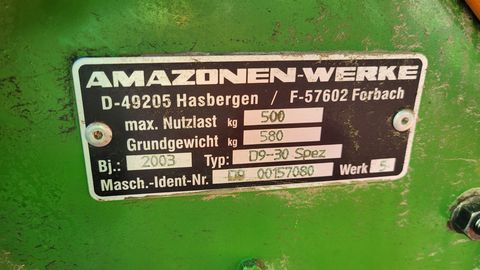 AMAZONEN-WERKE
D-49205 Hasbergen / F-57602 Forbach
max. Nutzlast kg 500
Grundgewicht kg 580
Bj.: 2003 Typ: D9-30 Spez
Masch.-Ident-Nr. D9 00157080 Werk 5